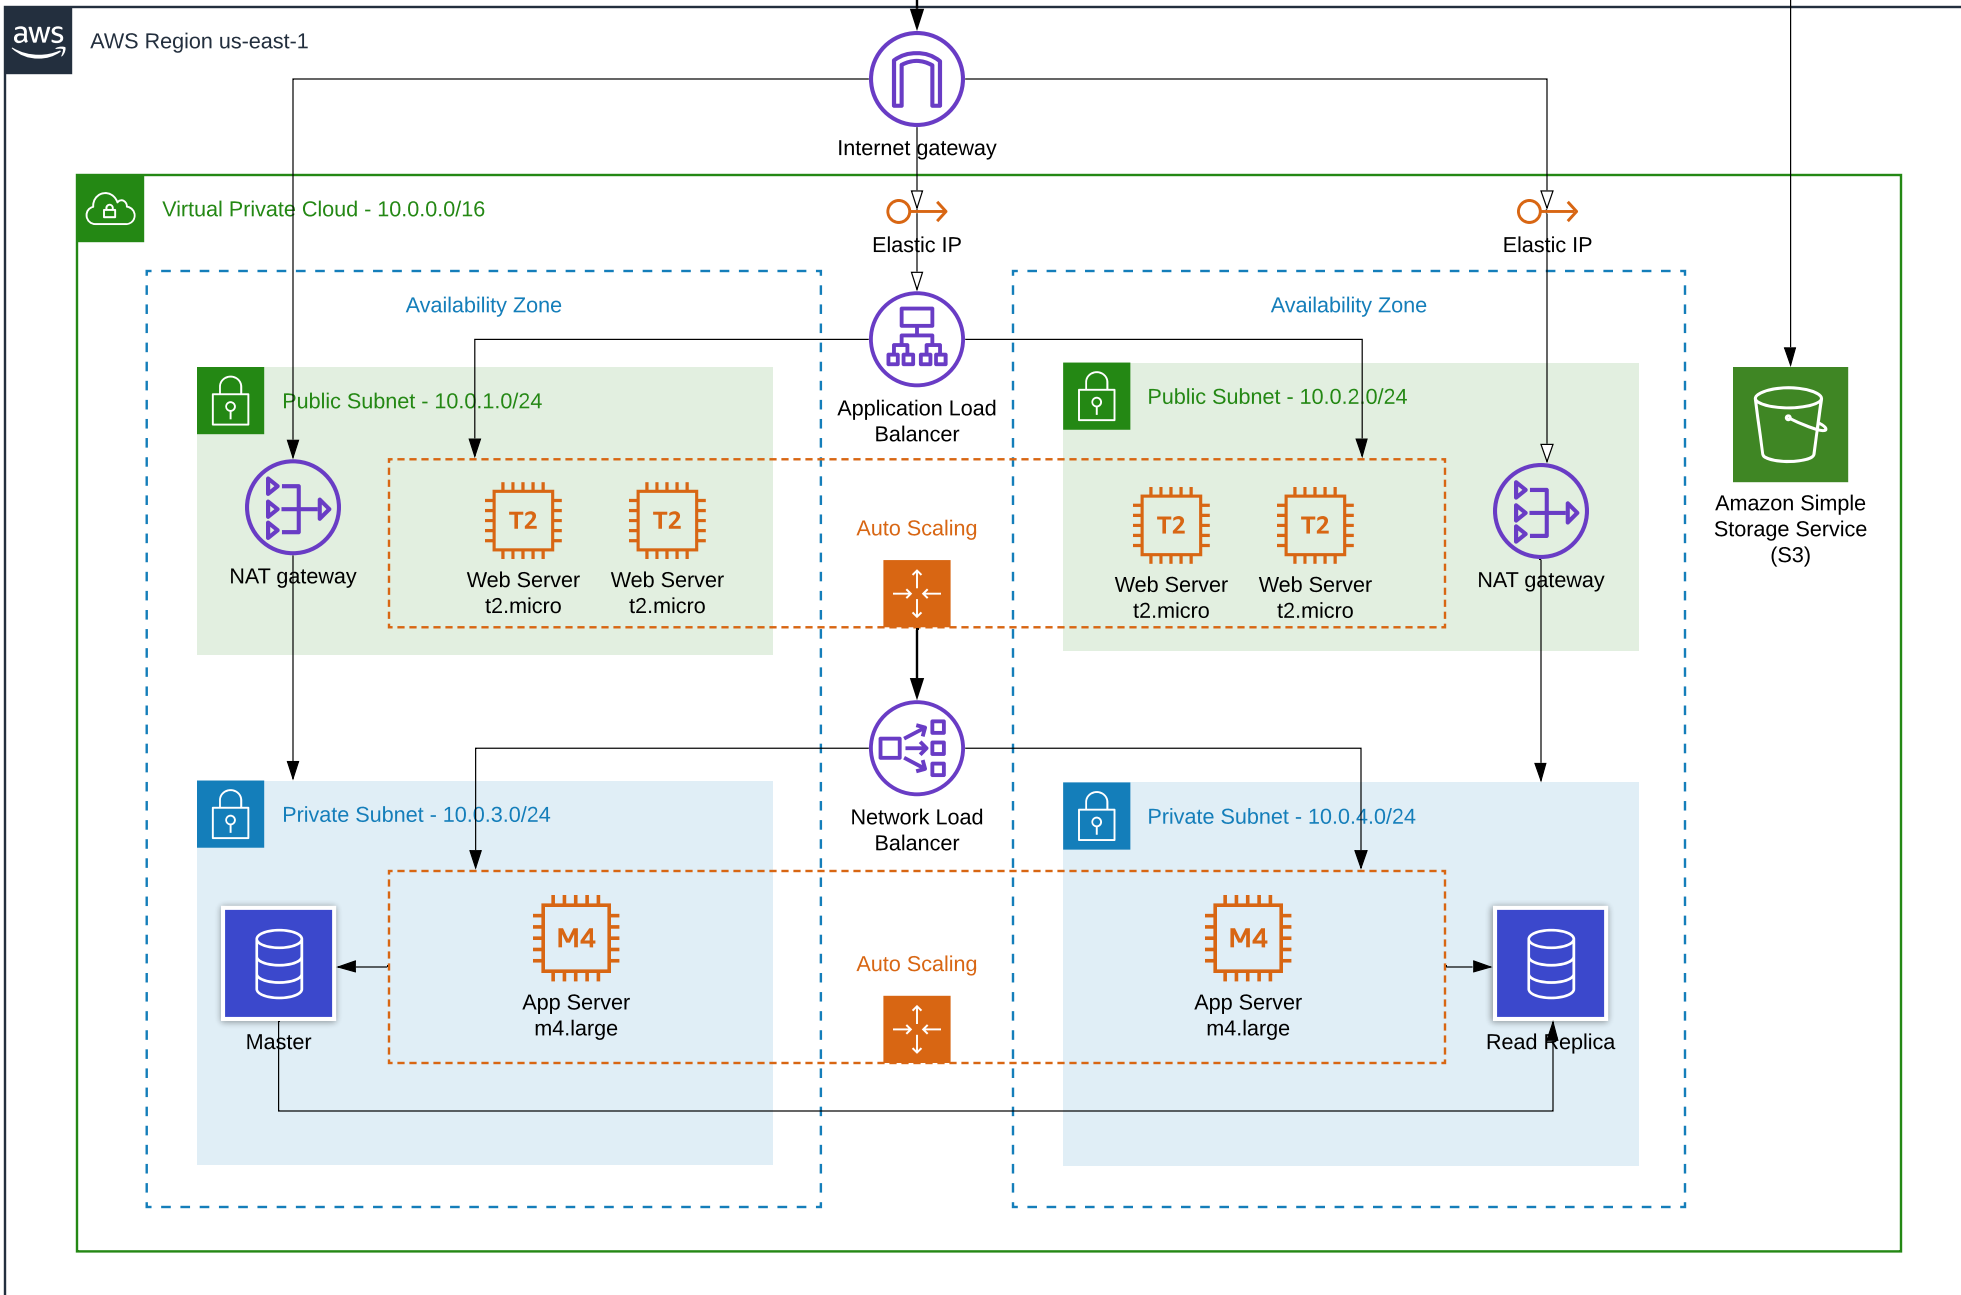 aws
AWS Region us-east-1
Internet gateway
Virtual Private Cloud - 10.0.0.0/16
Elastic IP
Elastic IP
Availability Zone
Availability Zone
Application Load
Balancer
Public Subnet - 10.0.1.0/24
Public Subnet - 10.0.2.0/24
NAT gateway
T2
Web Server
t2.micro
T2
Web Server
t2.micro
Auto Scaling
T2
Web Server
t2.micro
T2
Web Server
t2.micro
NAT gateway
Amazon Simple
Storage Service
(S3)
Network Load
Balancer
Private Subnet - 10.0.3.0/24
Private Subnet - 10.0.4.0/24
Master
M4
App Server
m4.large
Auto Scaling
M4
App Server
m4.large
Read Replica